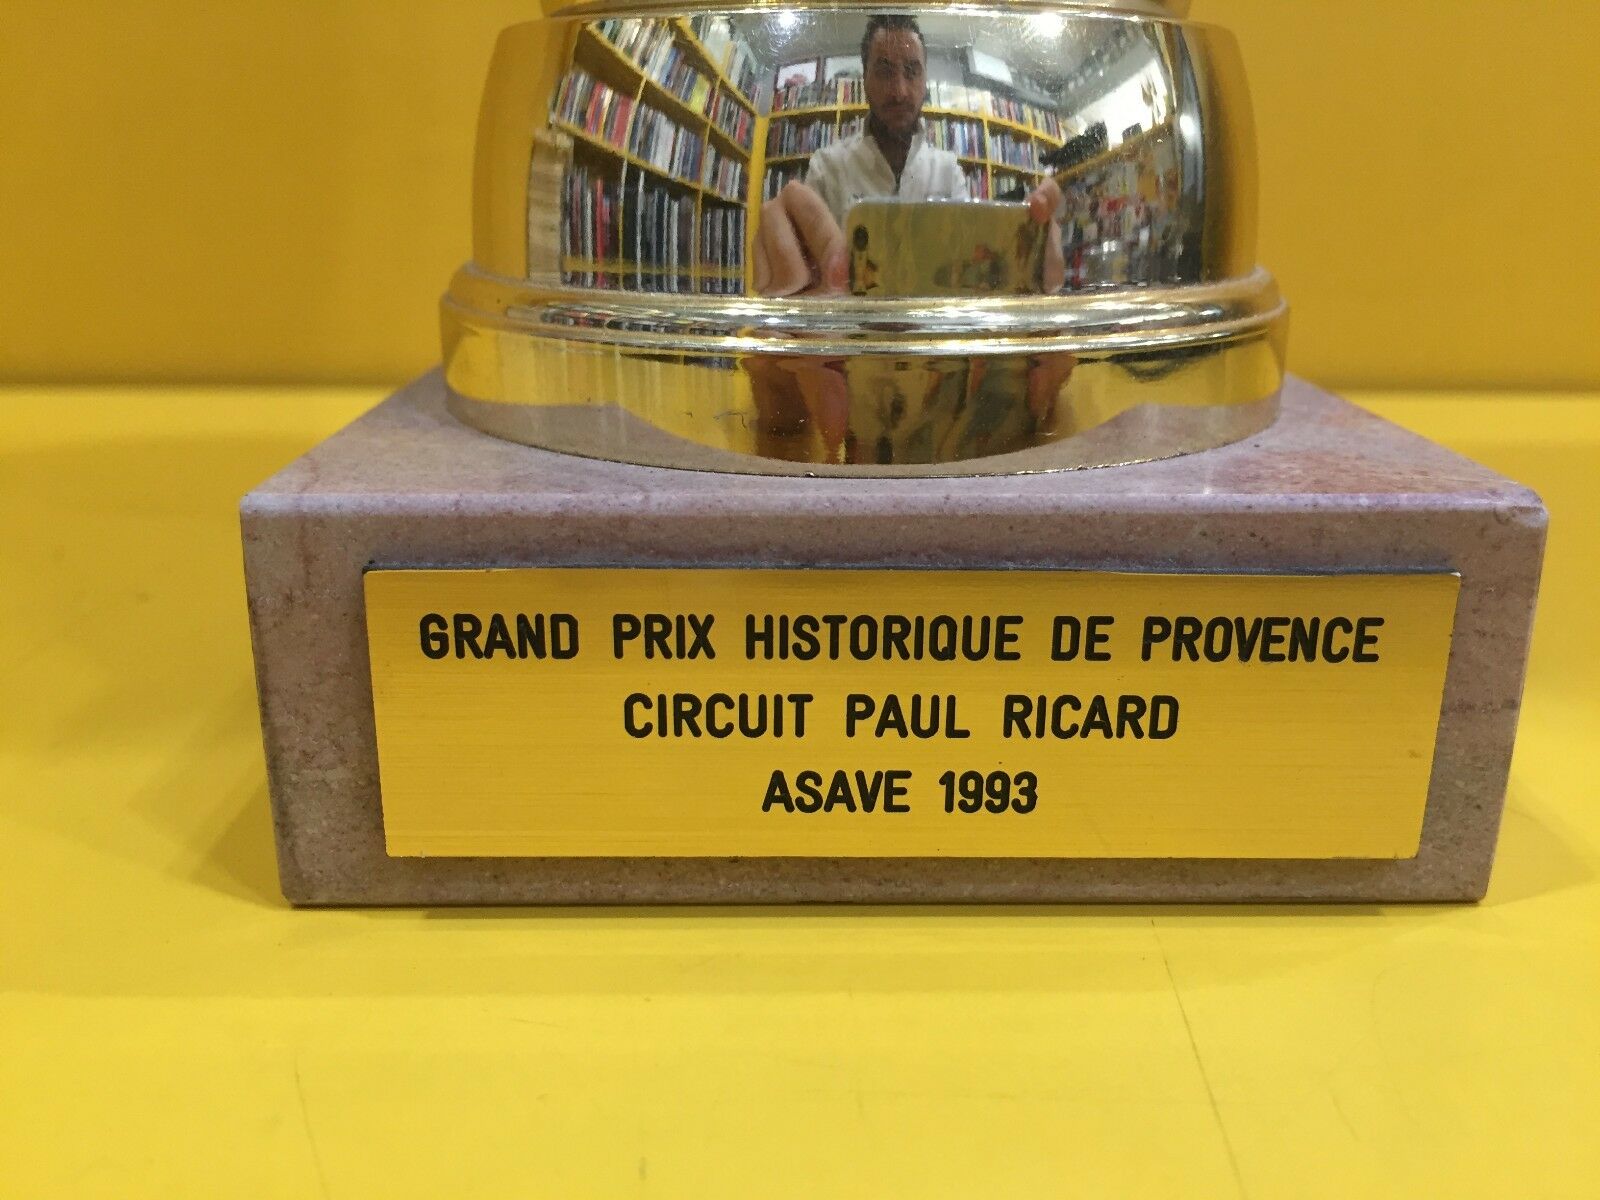 GRAND PRIX HISTORIQUE DE PROVENCE
CIRCUIT PAUL RICARD
ASAVE 1993